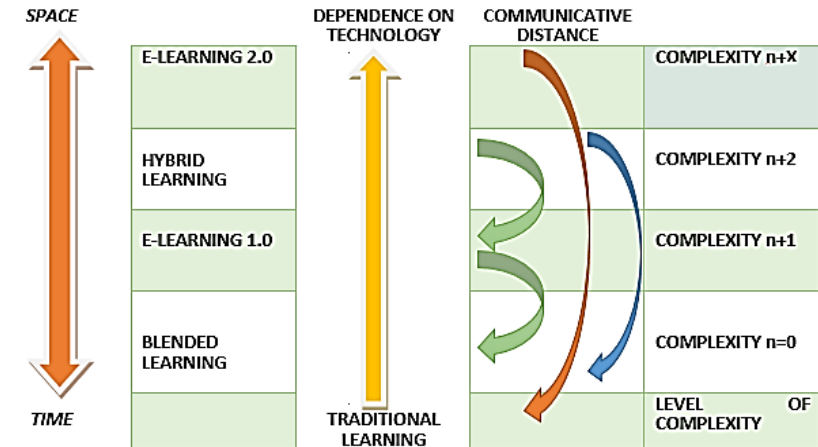 SPACE
DEPENDENCE ON
TECHNOLOGY
COMMUNICATIVE
DISTANCE
E-LEARNING 2.0
COMPLEXITY n+x
HYBRID
LEARNING
COMPLEXITY n+2
E-LEARNING 1.0
COMPLEXITY n+1
BLENDED
LEARNING
COMPLEXITY n=0
TIME
TRADITIONAL
LEARNING
LEVEL OF
COMPLEXITY